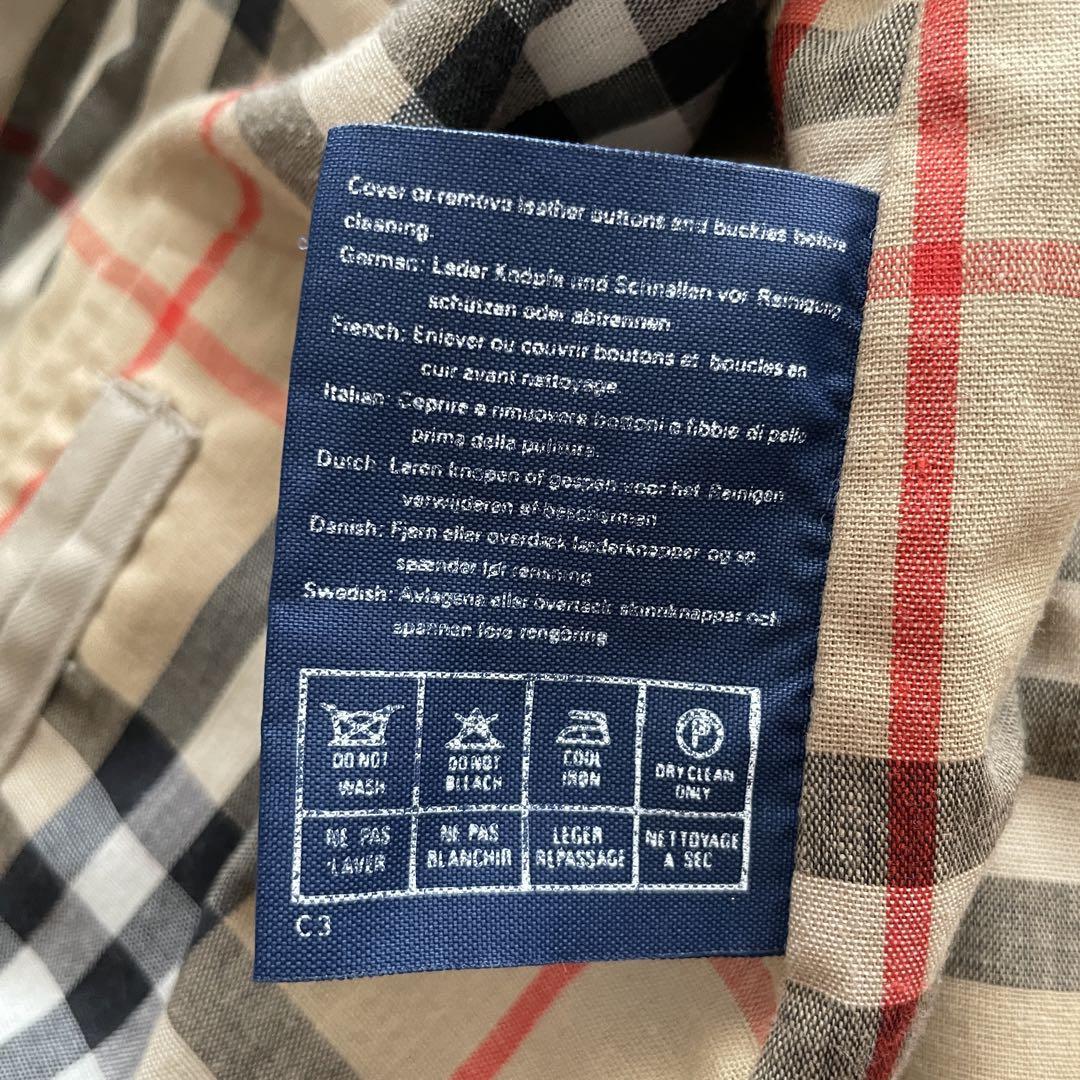 Cover or remove leather buttons and buckles before
cleaning
German: Leder Knöpfe und Schnallen vor Reinigung
schutzen oder abtrennen
French: Enlever ou couvrir boutons et boucles en
cuir avant nettoyage.
Italian: Coprire o rimuovere bottoni o fibbie di pelle
prima della pulitura.
Dutch: Leren knopen of gespen voor het Reinigen
verwijderen of beschermen
Danish: Fjern eller overdæk læderknapper og sp
spænder før rensning
Swedish: Avlagena eller övertäck skinnknappar och
spännen före rengöring
DO NOT WASH
DO NOT BLEACH
COOL IRON
P
DRY CLEAN ONLY
NE PAS LAVER
NE PAS BLANCHIR
LEGER REPASSAGE
NETTOYAGE A SEC
C3